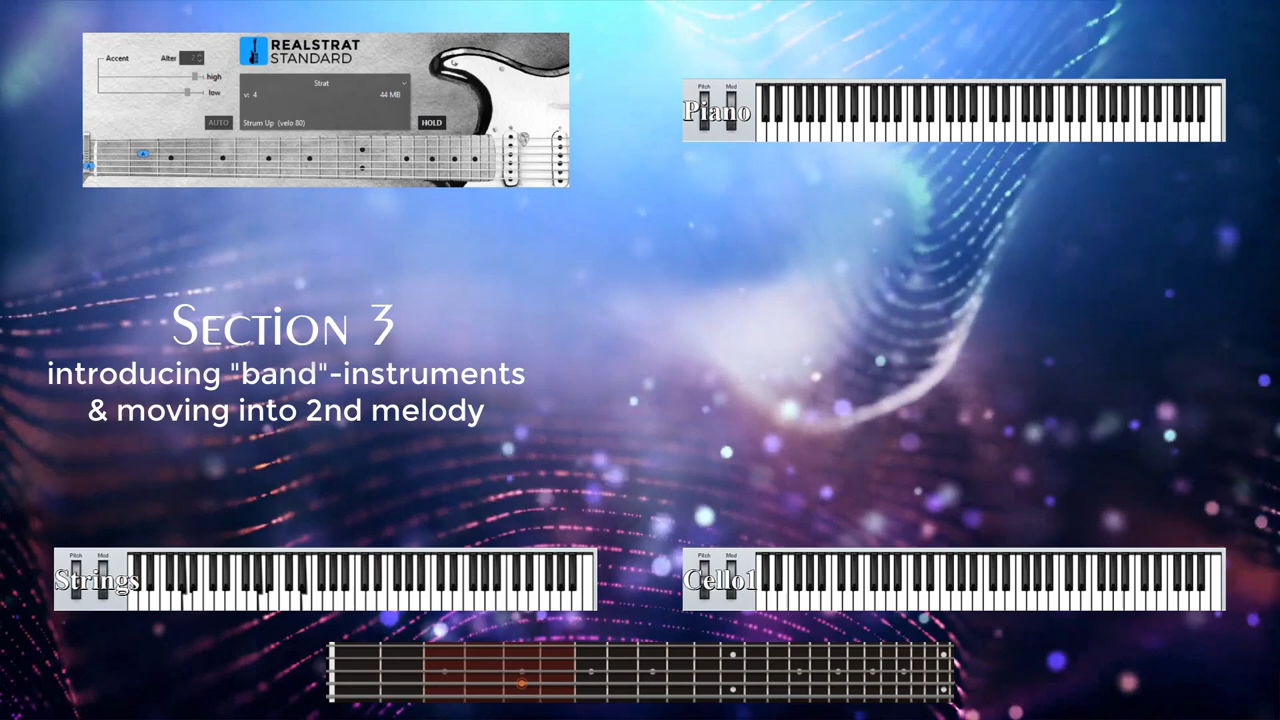 REALSTRAT
STANDARD
Accent
Alter
2
high
low
Strat
v: 4
44 MB
AUTO
Strum Up (velo 80)
HOLD
A
A
Pitch
Mod
Piano
Section 3
introducing "band"-instruments
& moving into 2nd melody
Pitch
Mod
Strings
Pitch
Mod
Cello1